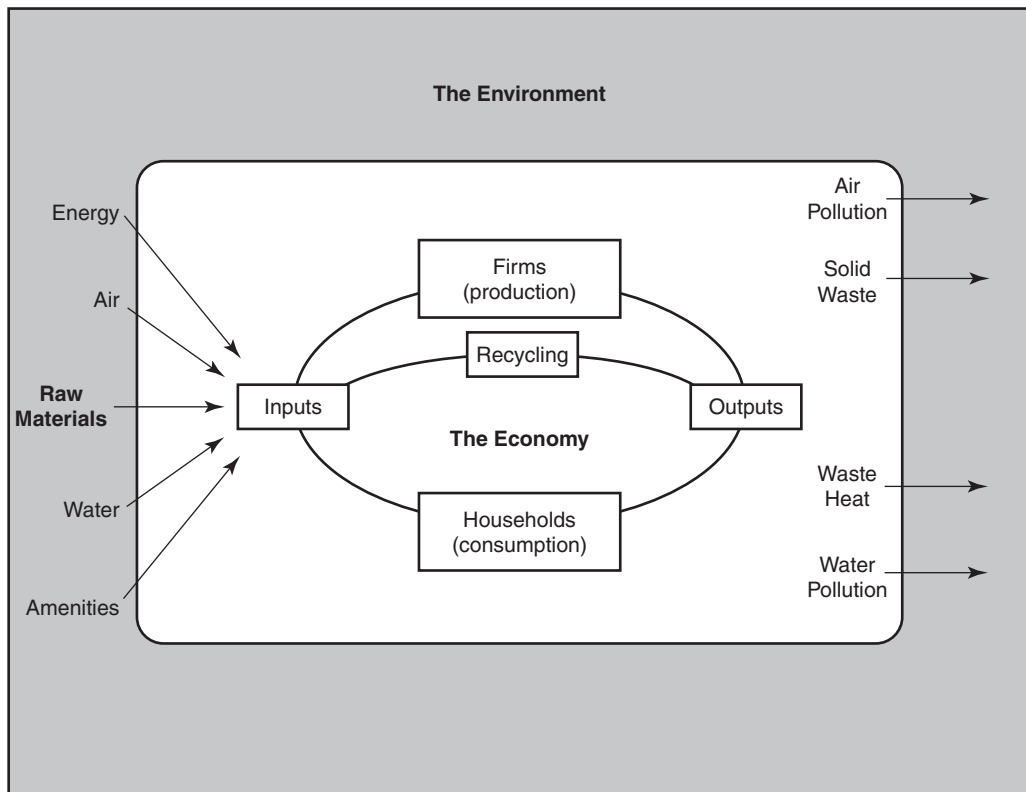 The Environment
Energy
Air
Raw
Materials
Water
Amenities
Inputs
Firms
(production)
Recycling
The Economy
Households
(consumption)
Outputs
Air
Pollution
Solid
Waste
Waste
Heat
Water
Pollution